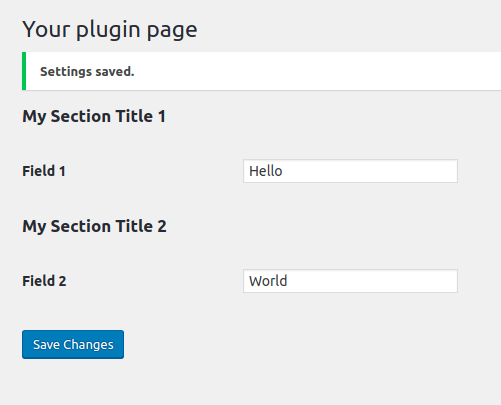 Your plugin page
Settings saved.
My Section Title 1
Field 1 Hello
My Section Title 2
Field 2 World
Save Changes